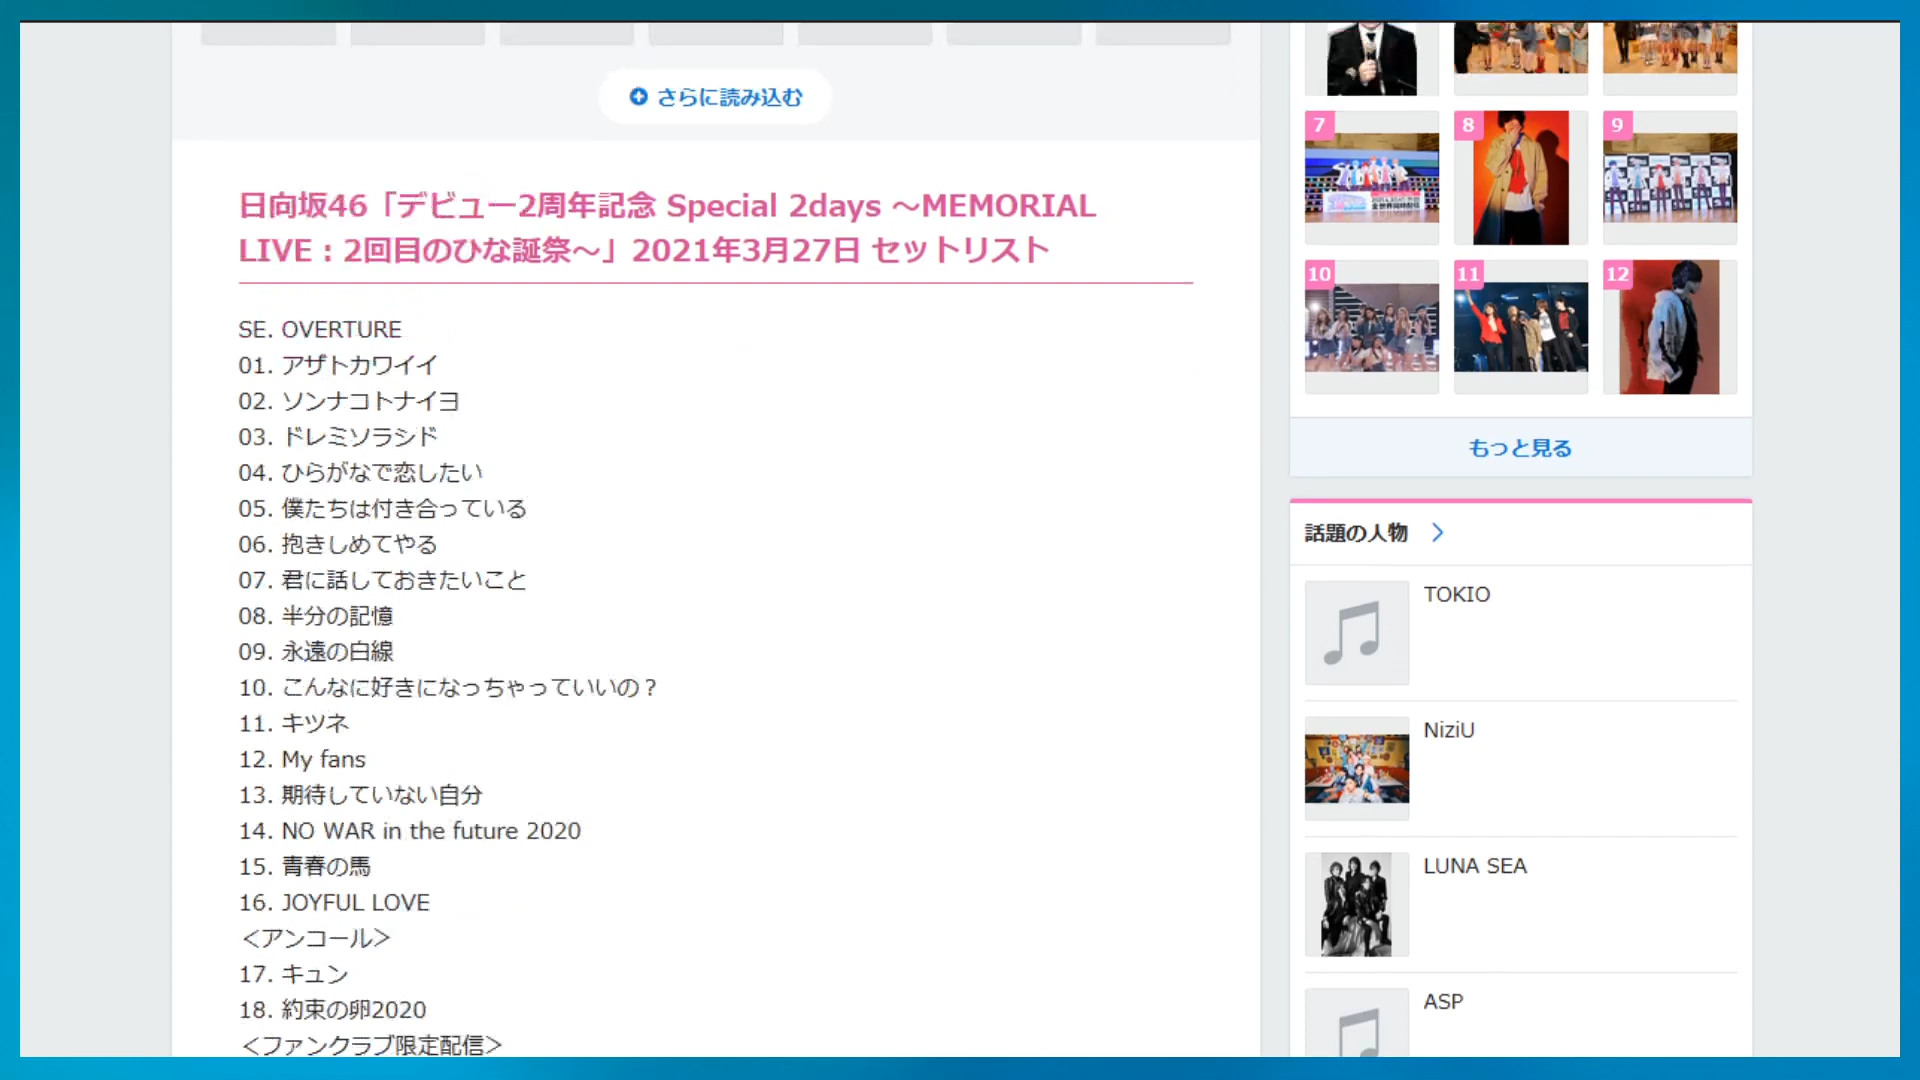 さらに読み込む
日向坂46「デビュー2周年記念 Special 2days ～MEMORIAL
LIVE : 2回目のひな誕祭～」2021年3月27日 セットリスト
SE. OVERTURE
01. アザトカワイイ
02. ソンナコトナイヨ
03. ドレミソラシド
04. ひらがなで恋したい
05. 僕たちは付き合っている
06. 抱きしめてやる
07. 君に話しておきたいこと
08. 半分の記憶
09. 永遠の白線
10. こんなに好きになっちゃっていいの？
11. キツネ
12. My fans
13. 期待していない自分
14. NO WAR in the future 2020
15. 青春の馬
16. JOYFUL LOVE
＜アンコール＞
17. キュン
18. 約束の卵2020
＜ファンクラブ限定配信＞
7
8
9
10
11
12
もっと見る
話題の人物
TOKIO
NiziU
LUNA SEA
ASP